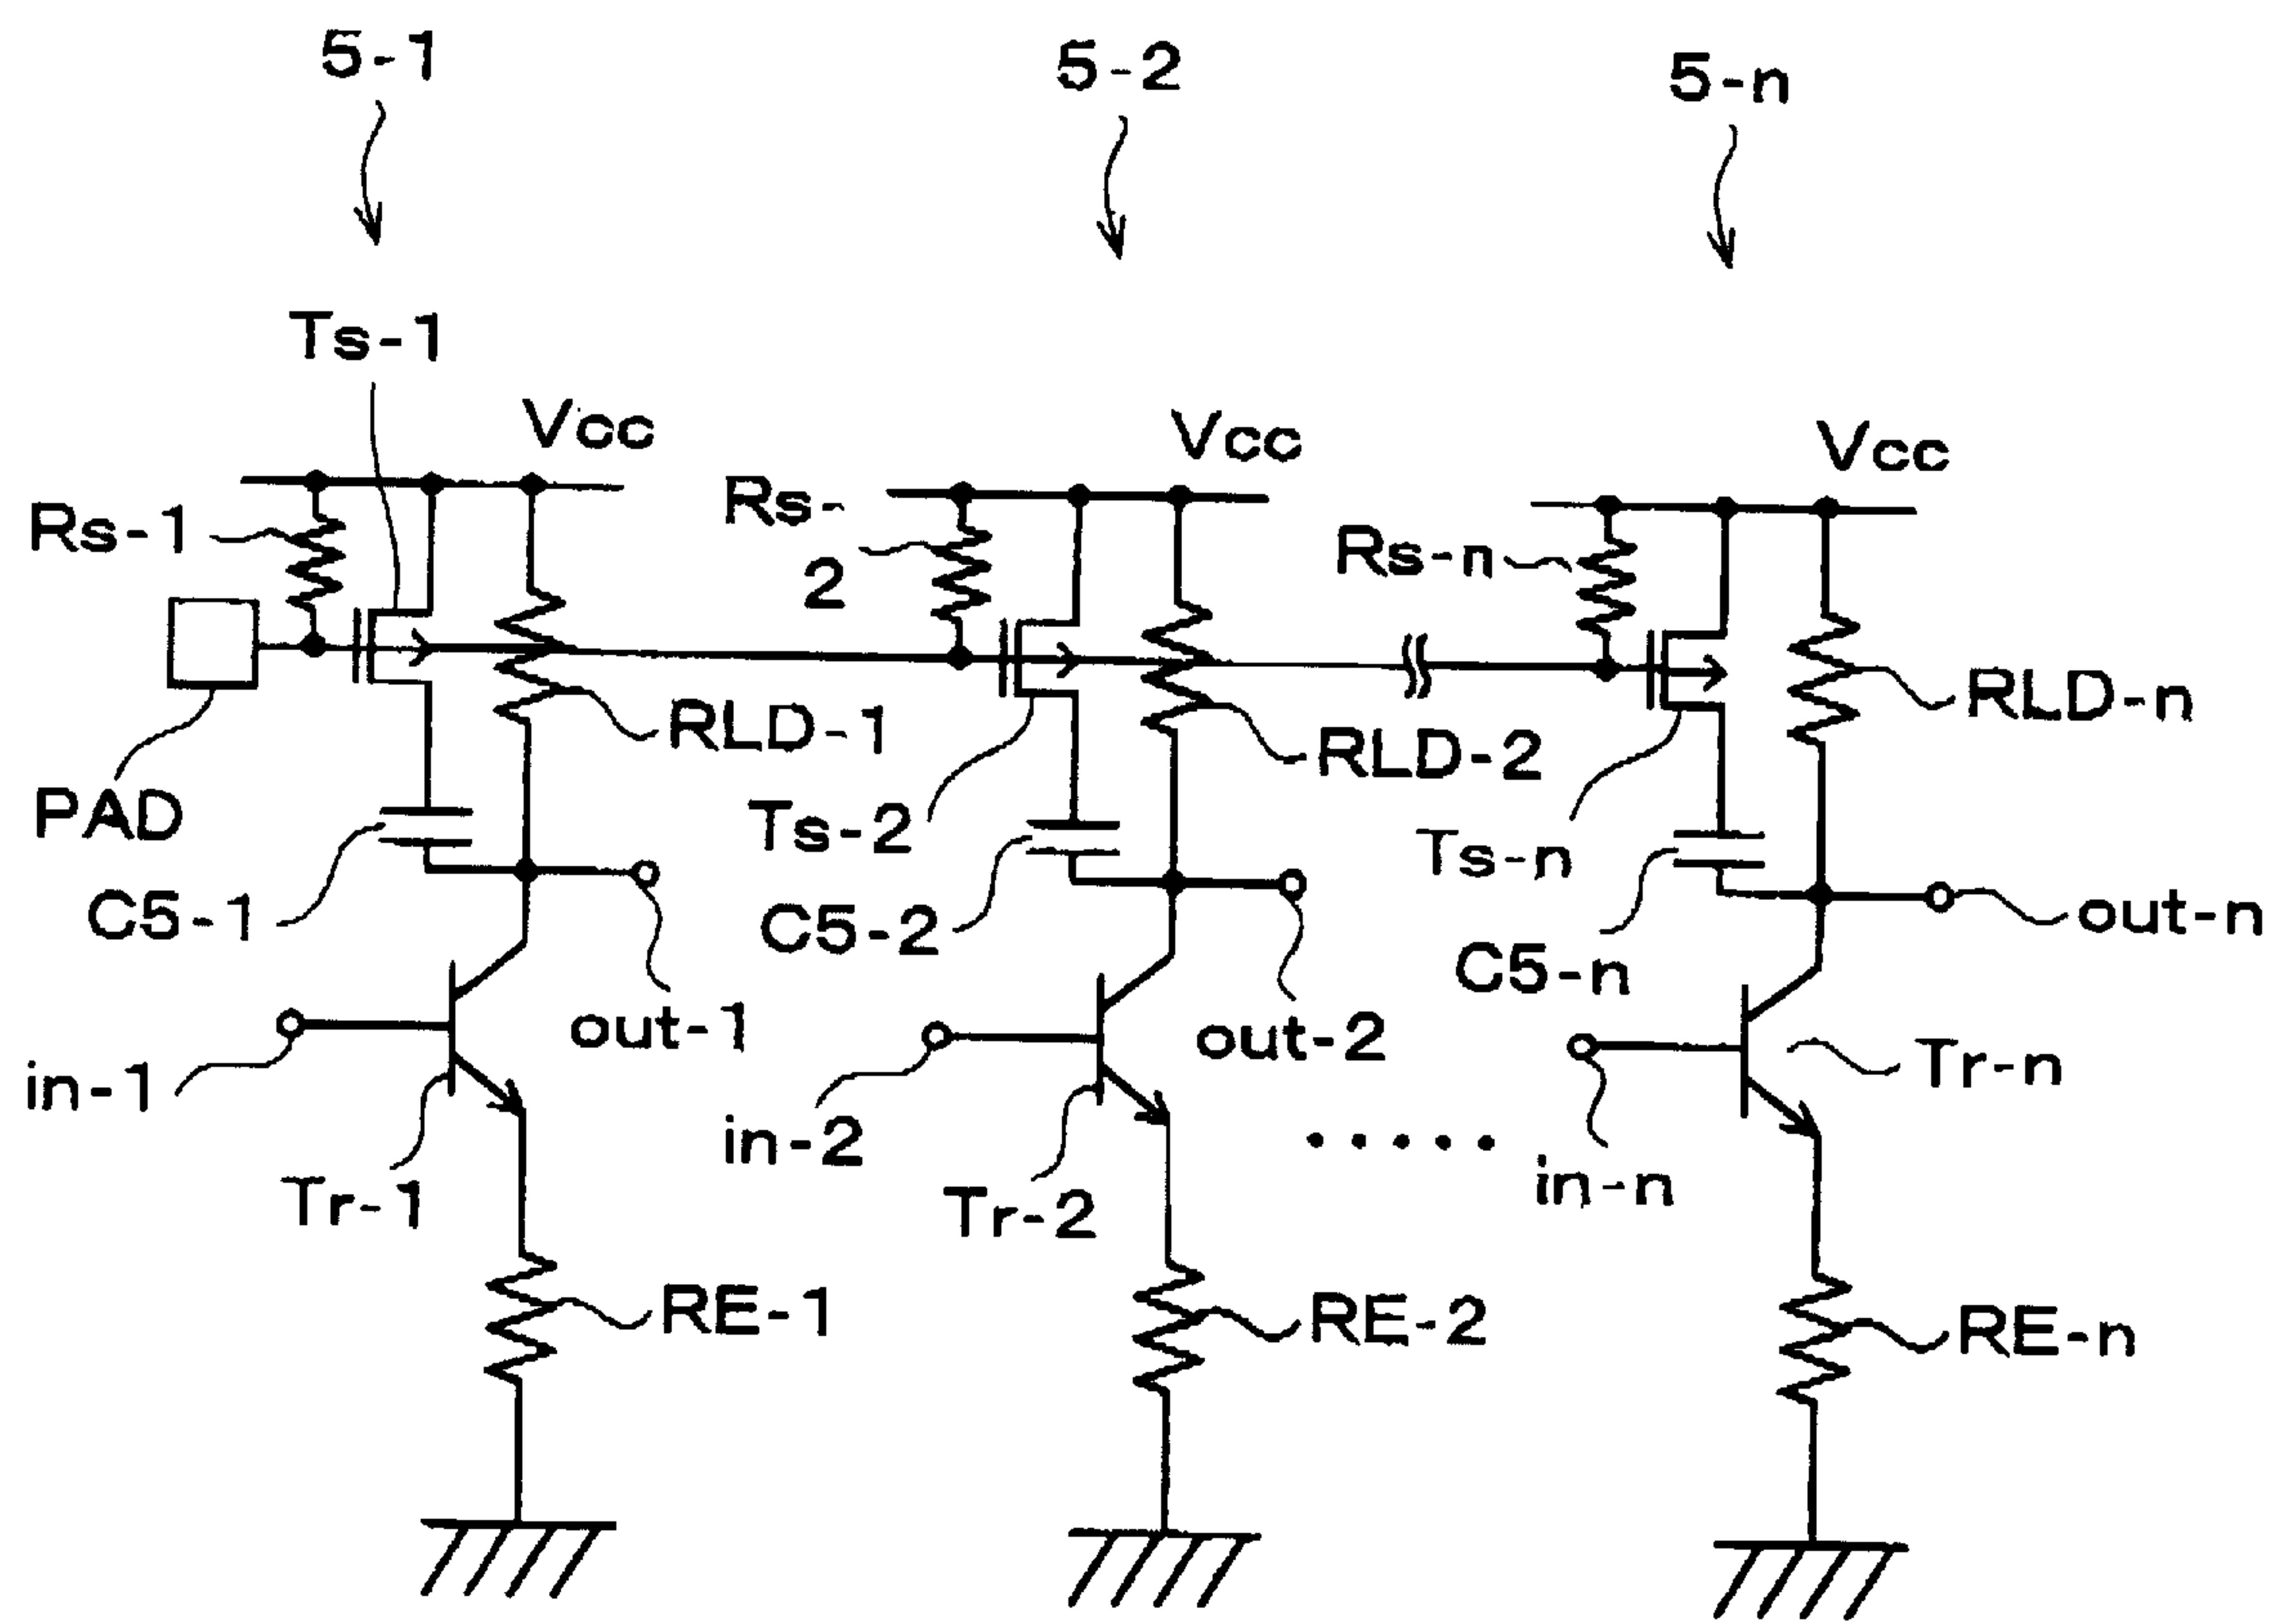 5-1
5-2
5-n
Ts-1
Vcc
Vcc
Vcc
Rs-1
Rs-
2
Rs-n
RLD-1
RLD-2
RLD-n
PAD
Ts-2
Ts-n
C5-1
C5-2
C5-n
out-n
out-1
out-2
in-1
in-2
in-n
Tr-n
Tr-1
Tr-2
RE-1
RE-2
RE-n